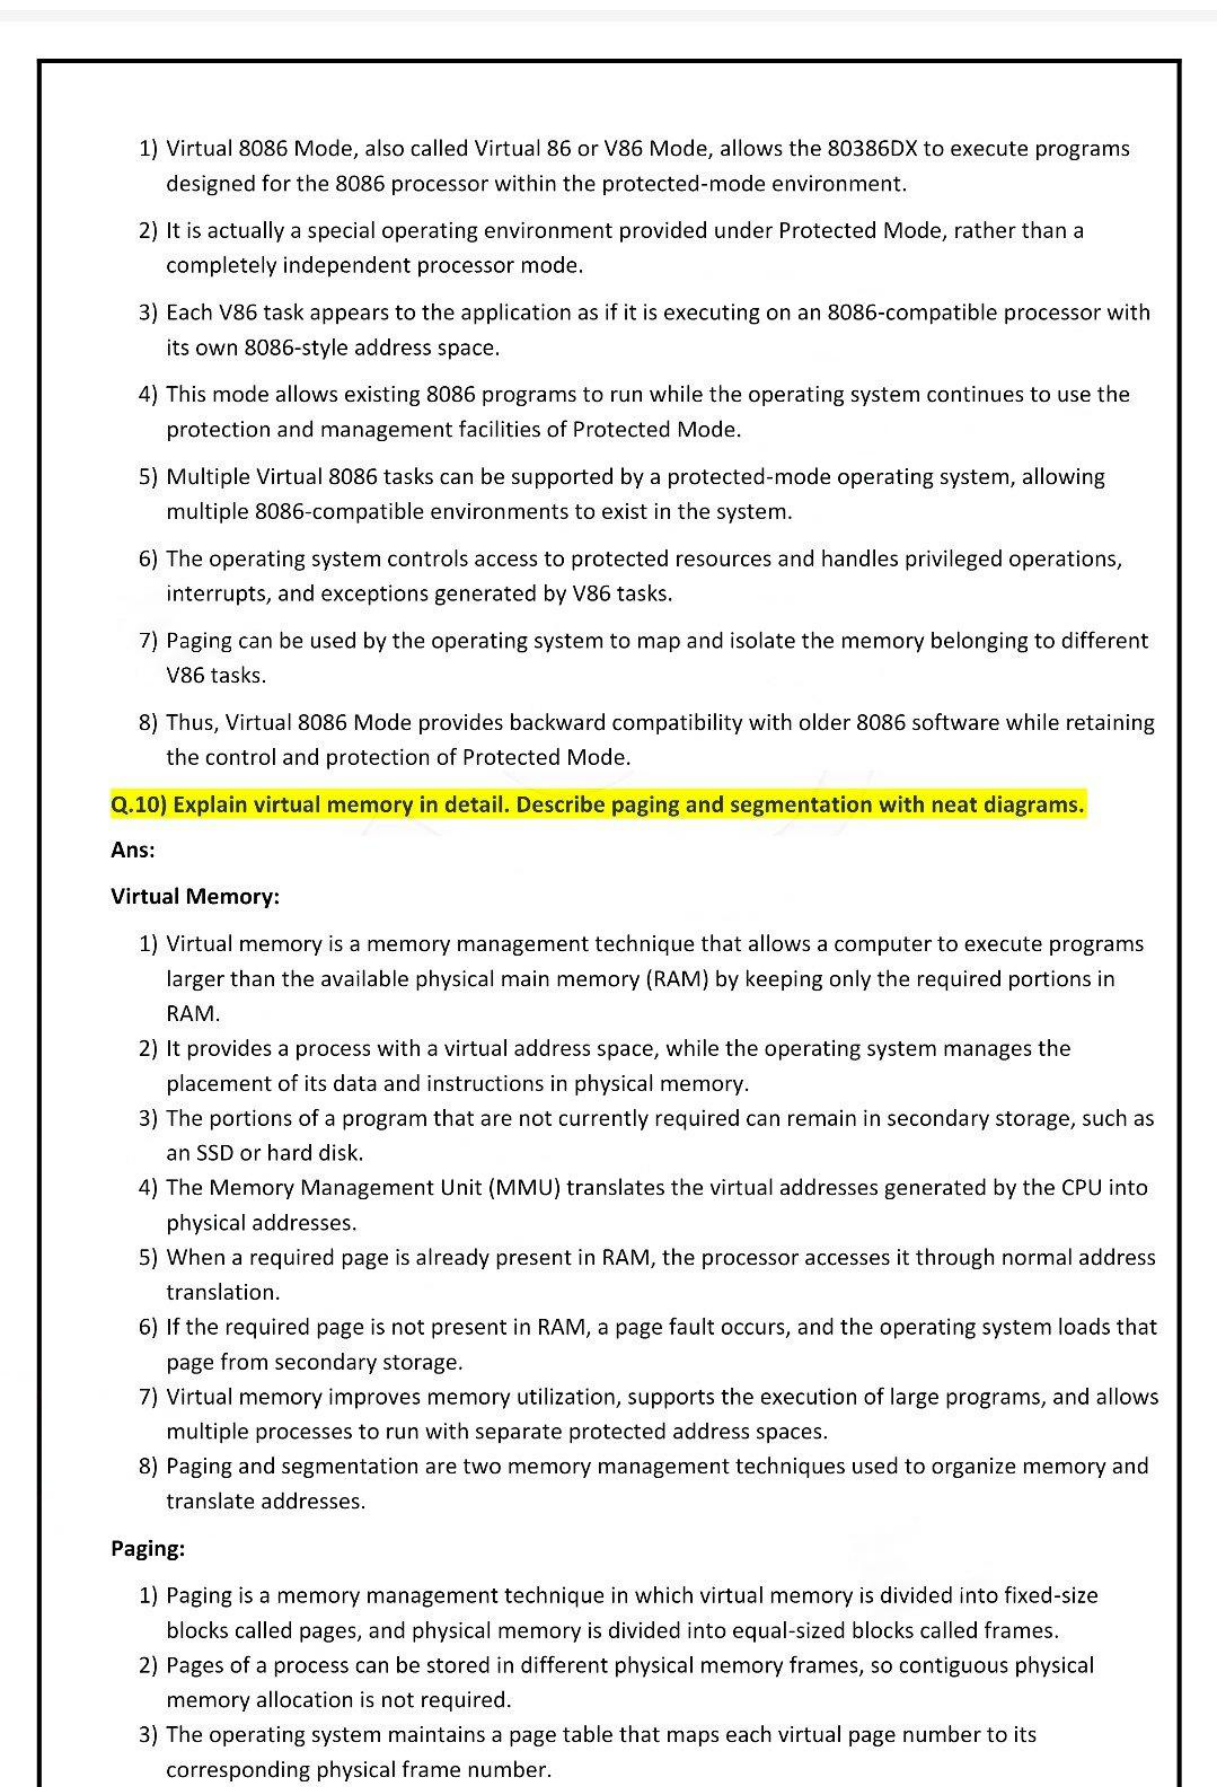 1) Virtual 8086 Mode, also called Virtual 86 or V86 Mode, allows the 80386DX to execute programs
designed for the 8086 processor within the protected-mode environment.
2) It is actually a special operating environment provided under Protected Mode, rather than a
completely independent processor mode.
3) Each V86 task appears to the application as if it is executing on an 8086-compatible processor with
its own 8086-style address space.
4) This mode allows existing 8086 programs to run while the operating system continues to use the
protection and management facilities of Protected Mode.
5) Multiple Virtual 8086 tasks can be supported by a protected-mode operating system, allowing
multiple 8086-compatible environments to exist in the system.
6) The operating system controls access to protected resources and handles privileged operations,
interrupts, and exceptions generated by V86 tasks.
7) Paging can be used by the operating system to map and isolate the memory belonging to different
V86 tasks.
8) Thus, Virtual 8086 Mode provides backward compatibility with older 8086 software while retaining
the control and protection of Protected Mode.
Q.10) Explain virtual memory in detail. Describe paging and segmentation with neat diagrams.
Ans:
Virtual Memory:
1) Virtual memory is a memory management technique that allows a computer to execute programs
larger than the available physical main memory (RAM) by keeping only the required portions in
RAM.
2) It provides a process with a virtual address space, while the operating system manages the
placement of its data and instructions in physical memory.
3) The portions of a program that are not currently required can remain in secondary storage, such as
an SSD or hard disk.
4) The Memory Management Unit (MMU) translates the virtual addresses generated by the CPU into
physical addresses.
5) When a required page is already present in RAM, the processor accesses it through normal address
translation.
6) If the required page is not present in RAM, a page fault occurs, and the operating system loads that
page from secondary storage.
7) Virtual memory improves memory utilization, supports the execution of large programs, and allows
multiple processes to run with separate protected address spaces.
8) Paging and segmentation are two memory management techniques used to organize memory and
translate addresses.
Paging:
1) Paging is a memory management technique in which virtual memory is divided into fixed-size
blocks called pages, and physical memory is divided into equal-sized blocks called frames.
2) Pages of a process can be stored in different physical memory frames, so contiguous physical
memory allocation is not required.
3) The operating system maintains a page table that maps each virtual page number to its
corresponding physical frame number.